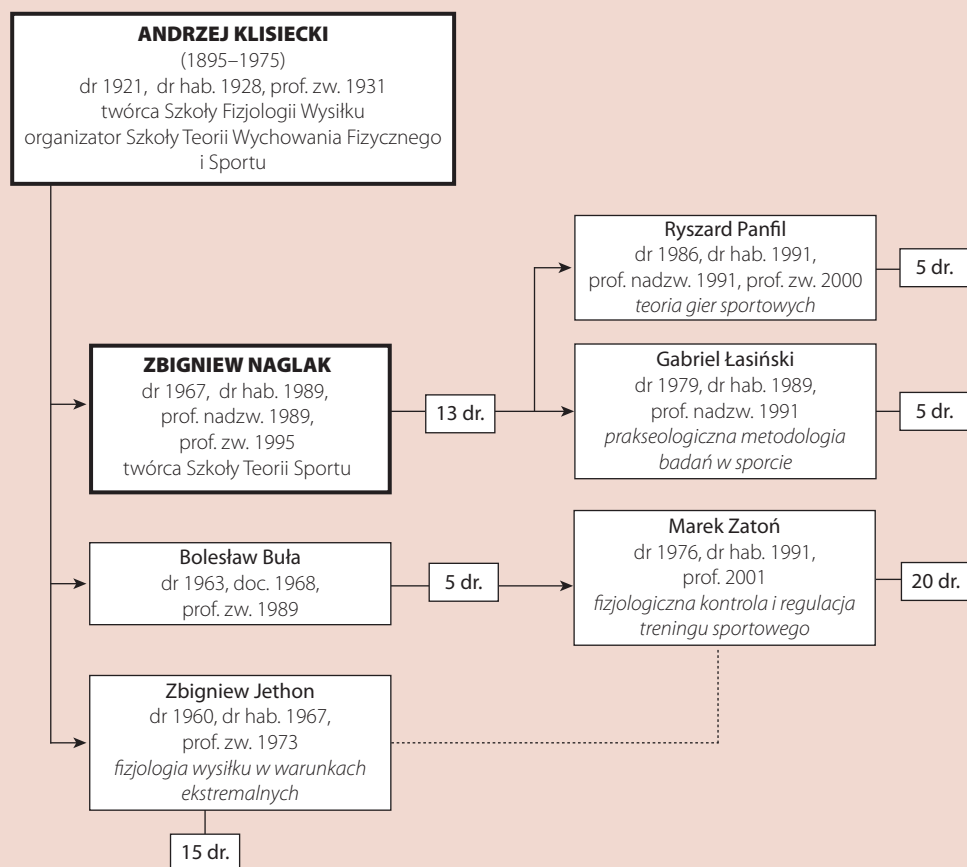 ANDRZEJ KLISIECKI
(1895–1975)
dr 1921, dr hab. 1928, prof. zw. 1931
twórca Szkoły Fizjologii Wysiłku
organizator Szkoły Teorii Wychowania Fizycznego
i Sportu
Ryszard Panfil
dr 1986, dr hab. 1991,
prof. nadzw. 1991, prof. zw. 2000
teoria gier sportowych
5 dr.
ZBIGNIEW NAGLAK
dr 1967, dr hab. 1989,
prof. nadzw. 1989,
prof. zw. 1995
twórca Szkoły Teorii Sportu
13 dr.
Gabriel Łasiński
dr 1979, dr hab. 1989,
prof. nadzw. 1991
prakseologiczna metodologia
badań w sporcie
5 dr.
Bolesław Buła
dr 1963, doc. 1968,
prof. zw. 1989
5 dr.
Marek Zatoń
dr 1976, dr hab. 1991,
prof. 2001
fizjologiczna kontrola i regulacja
treningu sportowego
20 dr.
Zbigniew Jethon
dr 1960, dr hab. 1967,
prof. zw. 1973
fizjologia wysiłku w warunkach
ekstremalnych
15 dr.